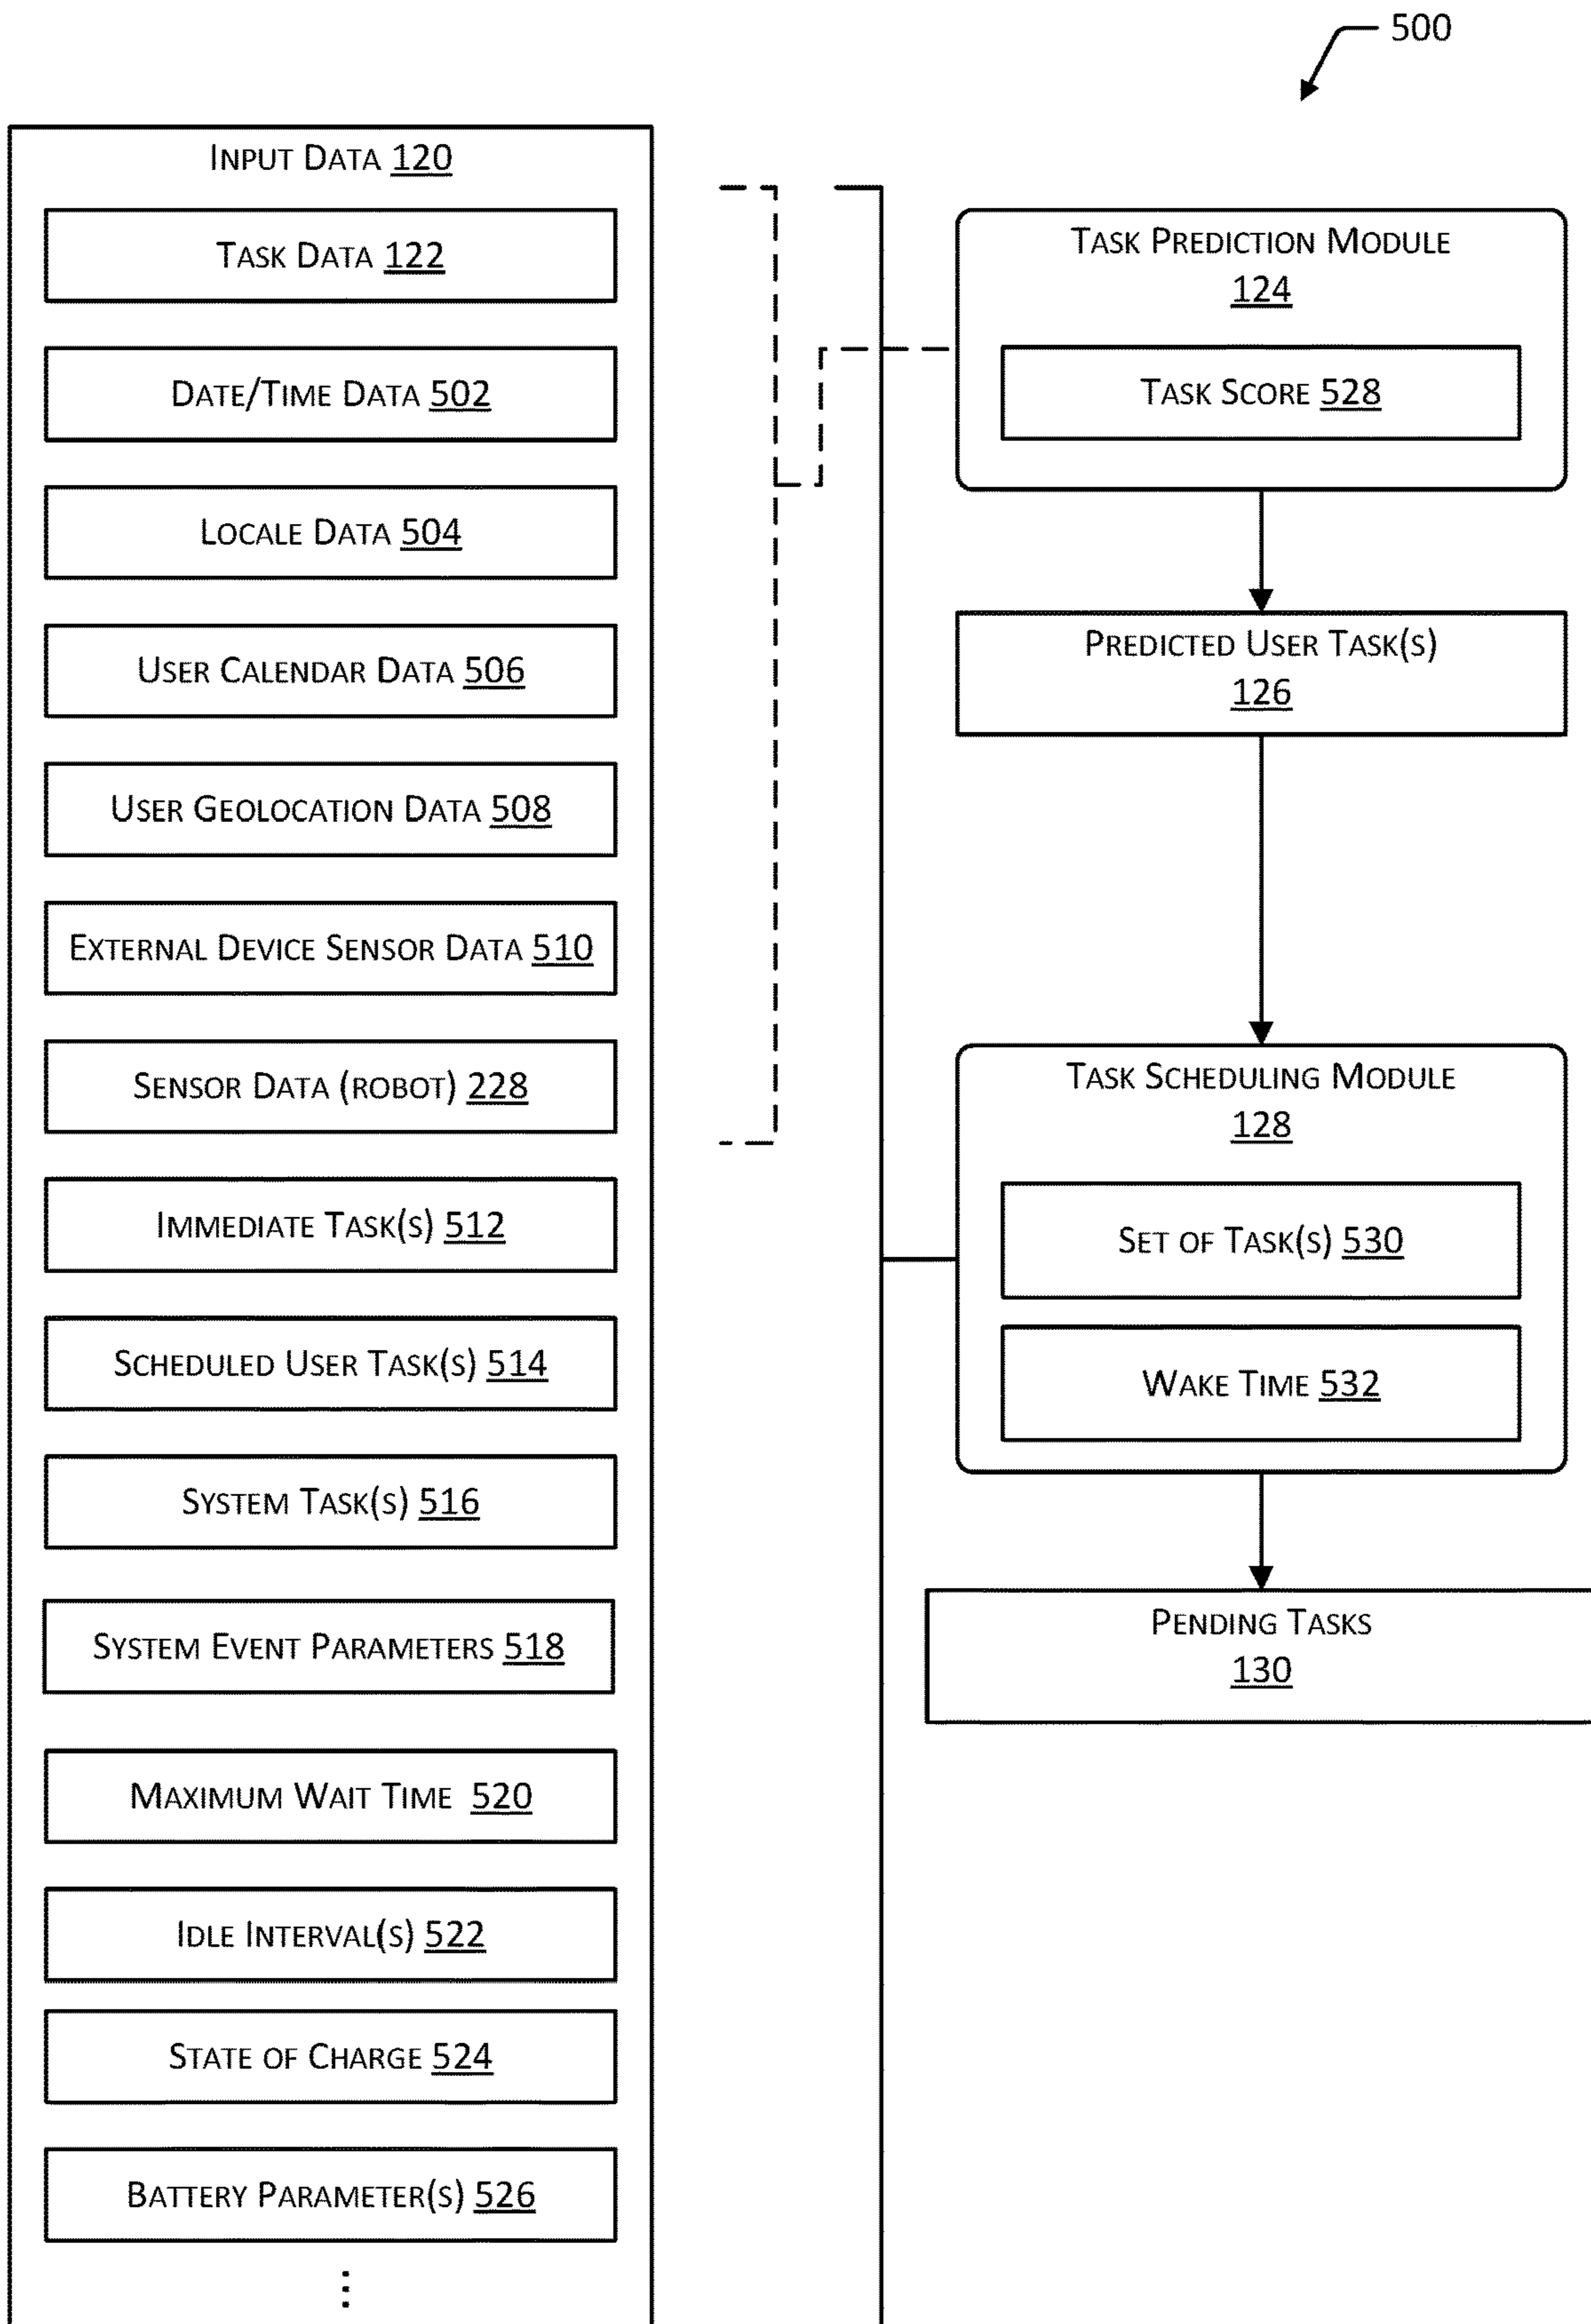 500
INPUT DATA 120
TASK DATA 122
DATE/TIME DATA 502
LOCALE DATA 504
USER CALENDAR DATA 506
USER GEOLOCATION DATA 508
EXTERNAL DEVICE SENSOR DATA 510
SENSOR DATA (ROBOT) 228
IMMEDIATE TASK(S) 512
SCHEDULED USER TASK(S) 514
SYSTEM TASK(S) 516
SYSTEM EVENT PARAMETERS 518
MAXIMUM WAIT TIME 520
IDLE INTERVAL(S) 522
STATE OF CHARGE 524
BATTERY PARAMETER(S) 526
⋮
TASK PREDICTION MODULE
124
TASK SCORE 528
PREDICTED USER TASK(S)
126
TASK SCHEDULING MODULE
128
SET OF TASK(S) 530
WAKE TIME 532
PENDING TASKS
130